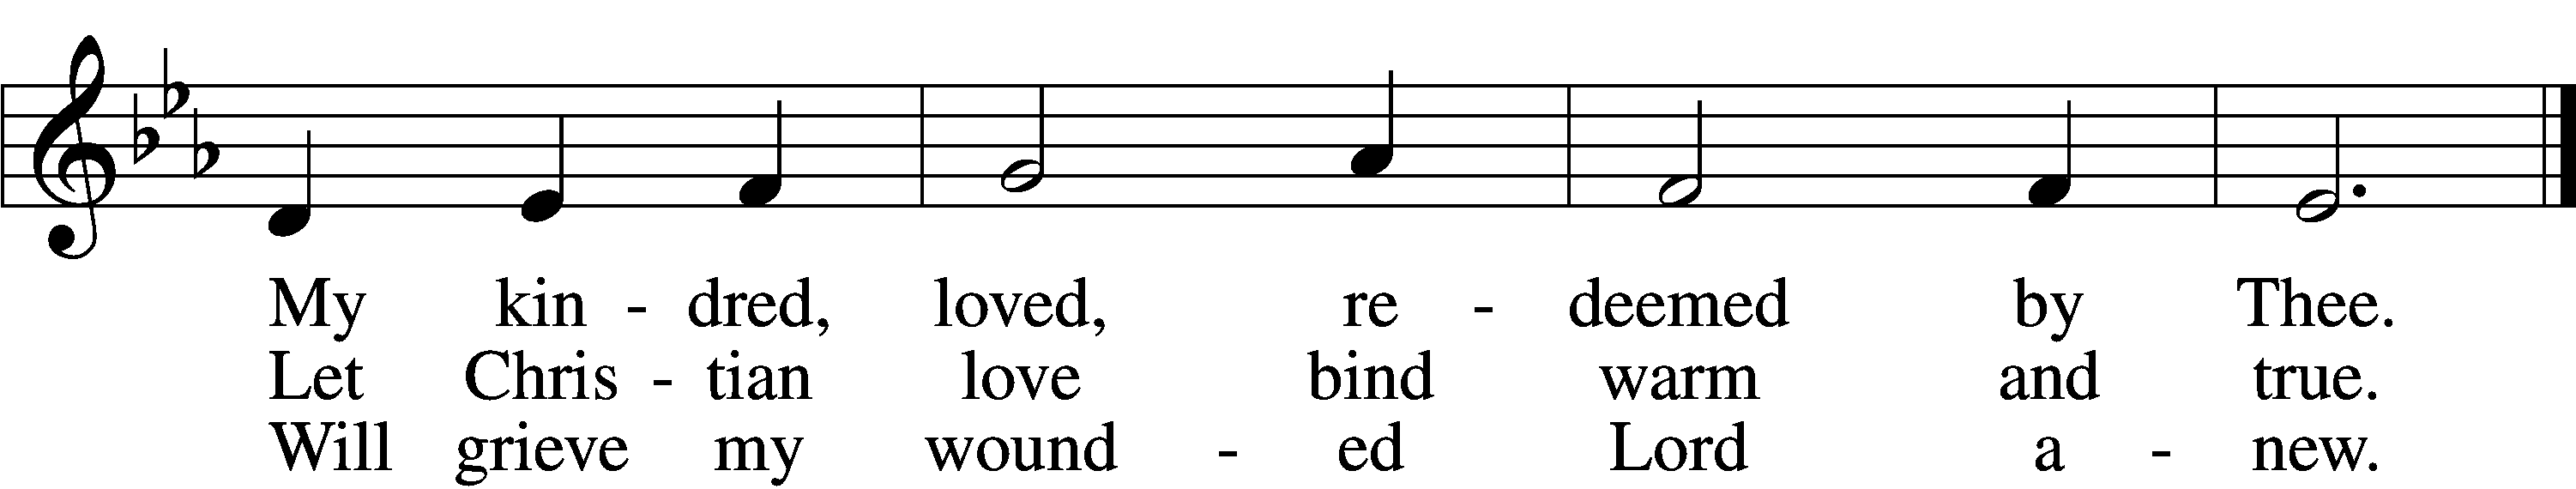 My kin - dred, loved, re - deemed by Thee.
Let Chris - tian love bind warm and true.
Will grieve my wound - ed Lord a - new.